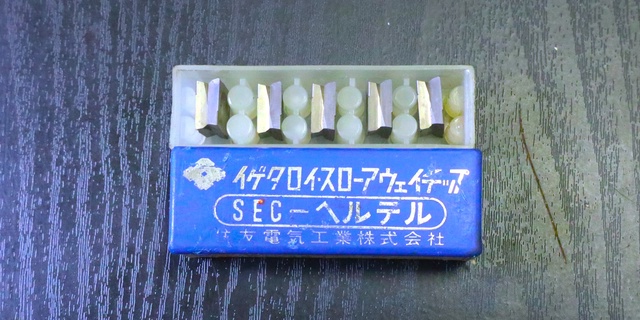 イゲタロイ・スローアウェイチップ
SEC-ヘルテル
住友電気工業株式会社